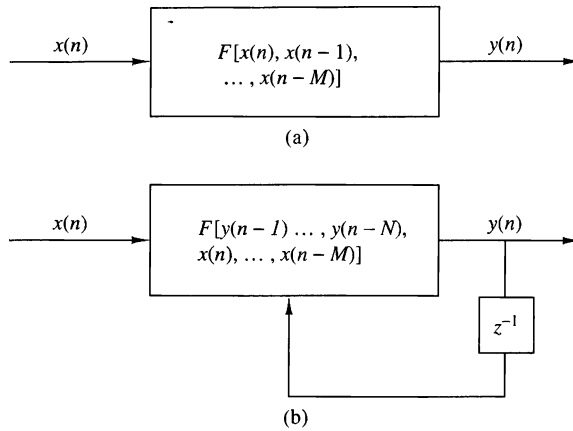 x(n)
F[x(n), x(n − 1),
... , x(n − M)]
y(n)
(a)
x(n)
F[y(n − 1) ... , y(n − N),
x(n), ... , x(n − M)]
y(n)
z⁻¹
(b)